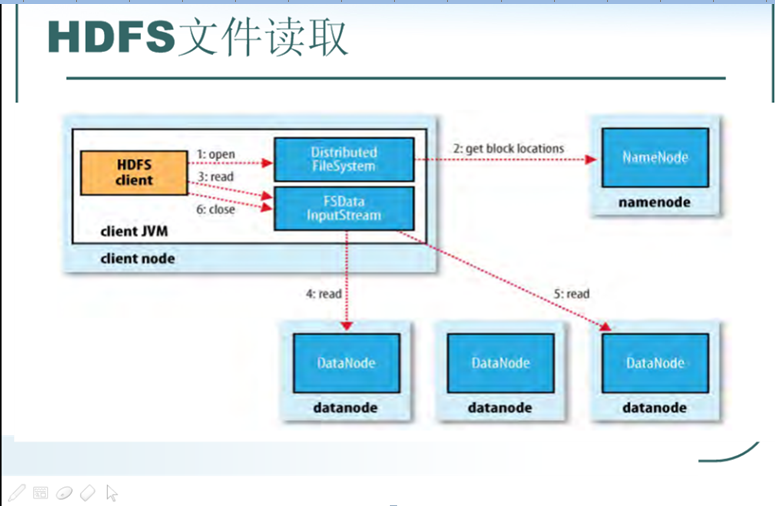 HDFS文件读取
HDFS
client
1: open
3: read
6: close
Distributed
FileSystem
FSData
InputStream
2: get block locations
NameNode
namenode
client JVM
client node
4: read
5: read
DataNode
datanode
DataNode
datanode
DataNode
datanode